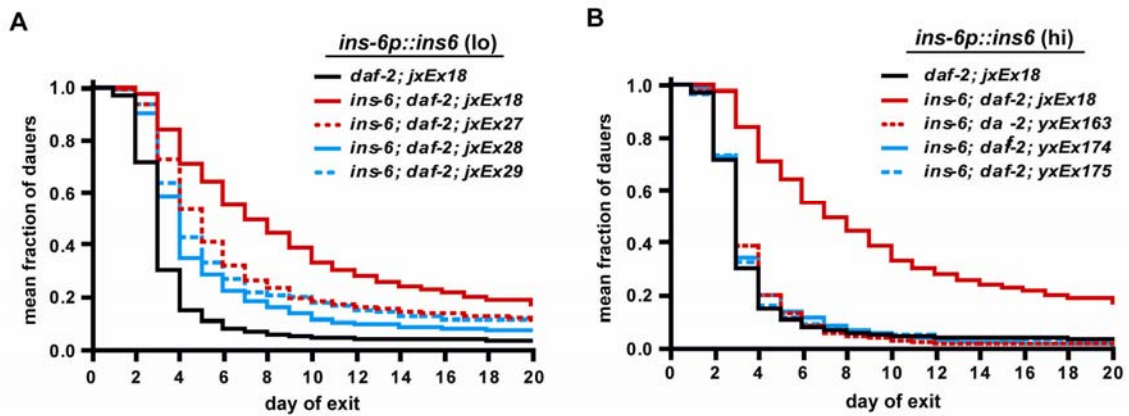 A
ins-6p::ins6 (lo)
daf-2; jxEx18
ins-6; daf-2; jxEx18
ins-6; daf-2; jxEx27
ins-6; daf-2; jxEx28
ins-6; daf-2; jxEx29
mean fraction of dauers
1.0
0.8
0.6
0.4
0.2
0.0
0 2 4 6 8 10 12 14 16 18 20
day of exit
B
ins-6p::ins6 (hi)
daf-2; jxEx18
ins-6; daf-2; jxEx18
ins-6; da -2; yxEx163
ins-6; daf-2; yxEx174
ins-6; daf-2; yxEx175
mean fraction of dauers
1.0
0.8
0.6
0.4
0.2
0.0
0 2 4 6 8 10 12 14 16 18 20
day of exit